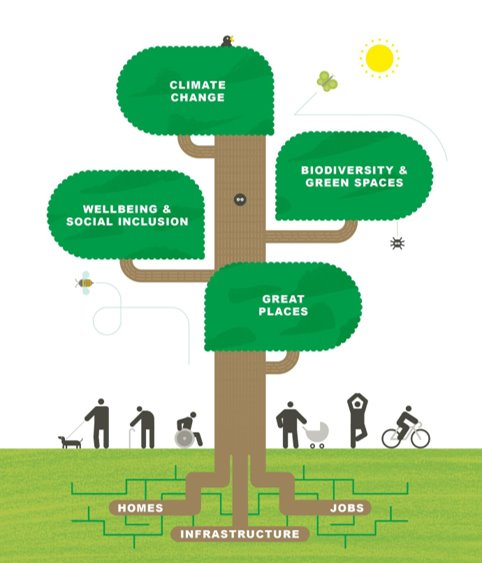 CLIMATE
CHANGE
BIODIVERSITY &
GREEN SPACES
WELLBEING &
SOCIAL INCLUSION
GREAT
PLACES
HOMES
JOBS
INFRASTRUCTURE